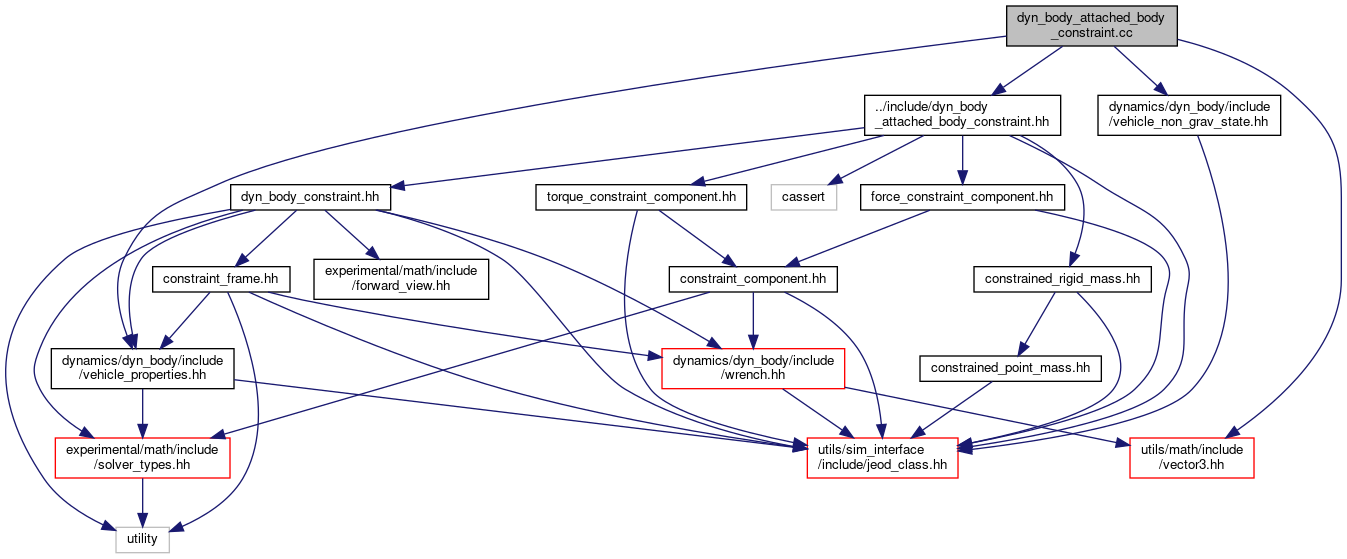 dyn_body_attached_body
_constraint.cc
../include/dyn_body
_attached_body_constraint.hh
dynamics/dyn_body/include
/vehicle_non_grav_state.hh
dyn_body_constraint.hh
torque_constraint_component.hh
cassert
force_constraint_component.hh
constraint_frame.hh
experimental/math/include
/forward_view.hh
constraint_component.hh
constrained_rigid_mass.hh
dynamics/dyn_body/include
/vehicle_properties.hh
dynamics/dyn_body/include
/wrench.hh
constrained_point_mass.hh
experimental/math/include
/solver_types.hh
utils/sim_interface
/include/jeod_class.hh
utils/math/include
/vector3.hh
utility